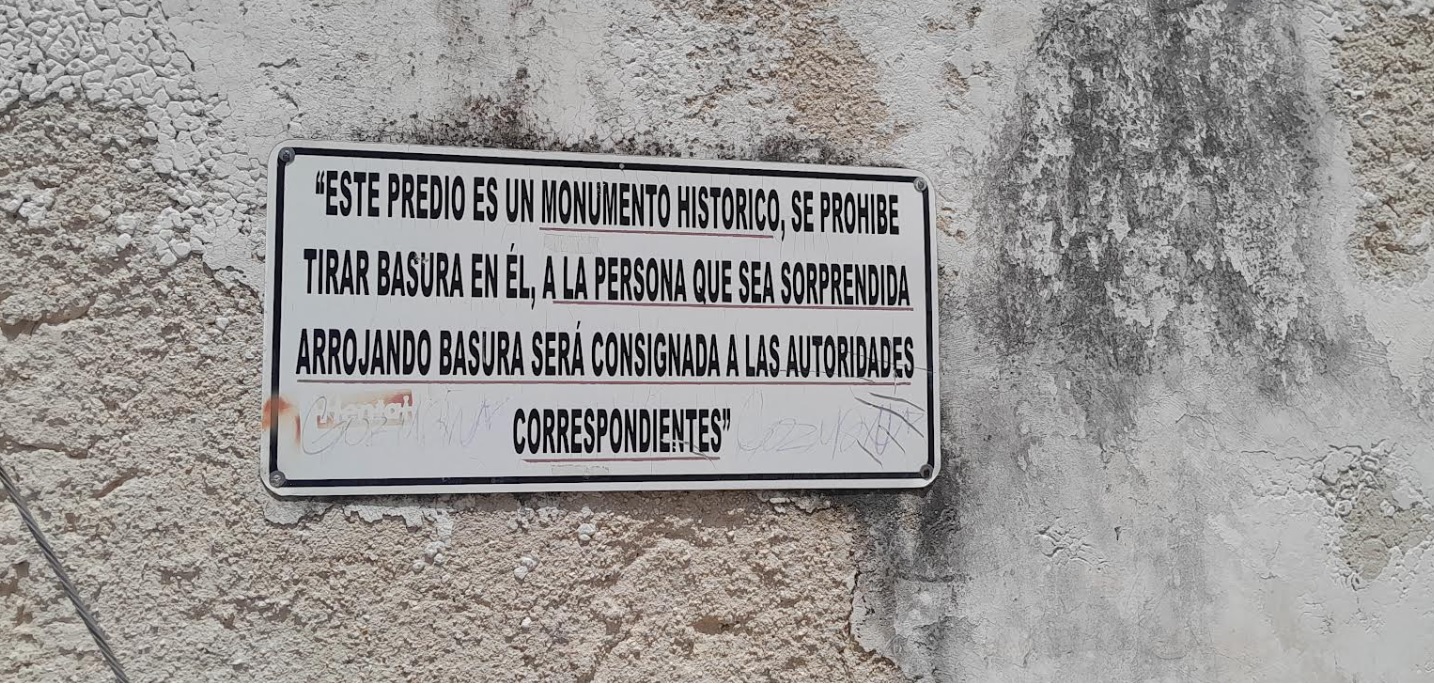 “ESTE PREDIO ES UN MONUMENTO HISTORICO, SE PROHIBE
TIRAR BASURA EN ÉL, A LA PERSONA QUE SEA SORPRENDIDA
ARROJANDO BASURA SERÁ CONSIGNADA A LAS AUTORIDADES
CORRESPONDIENTES”